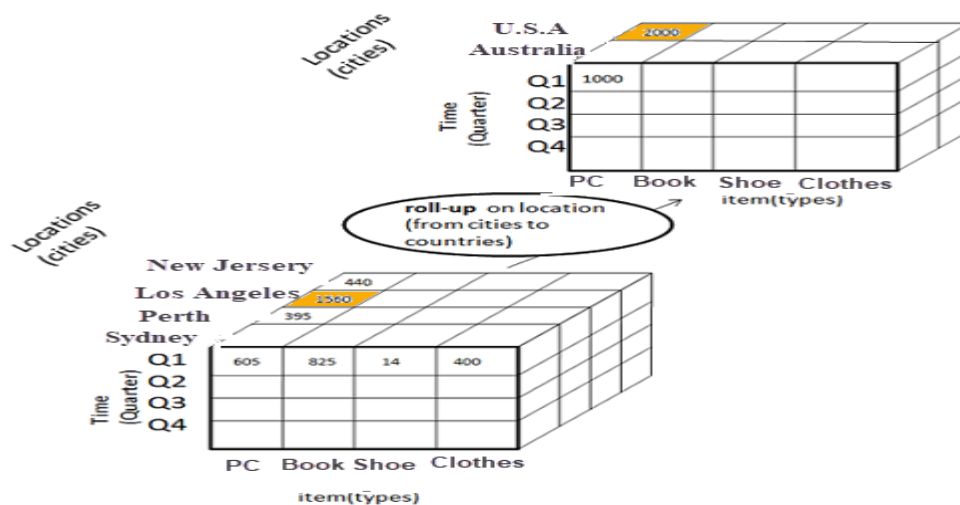 Locations
(cities)
U.S.A
Australia
2000
Time
(Quarter)
Q1
1000
Q2
Q3
Q4
PC Book Shoe Clothes
item(types)
roll-up on location
(from cities to
countries)
Locations
(cities)
New Jersery
440
Los Angeles
1560
Perth
395
Sydney
Time
(Quarter)
Q1
605 825 14 400
Q2
Q3
Q4
PC Book Shoe Clothes
item(types)